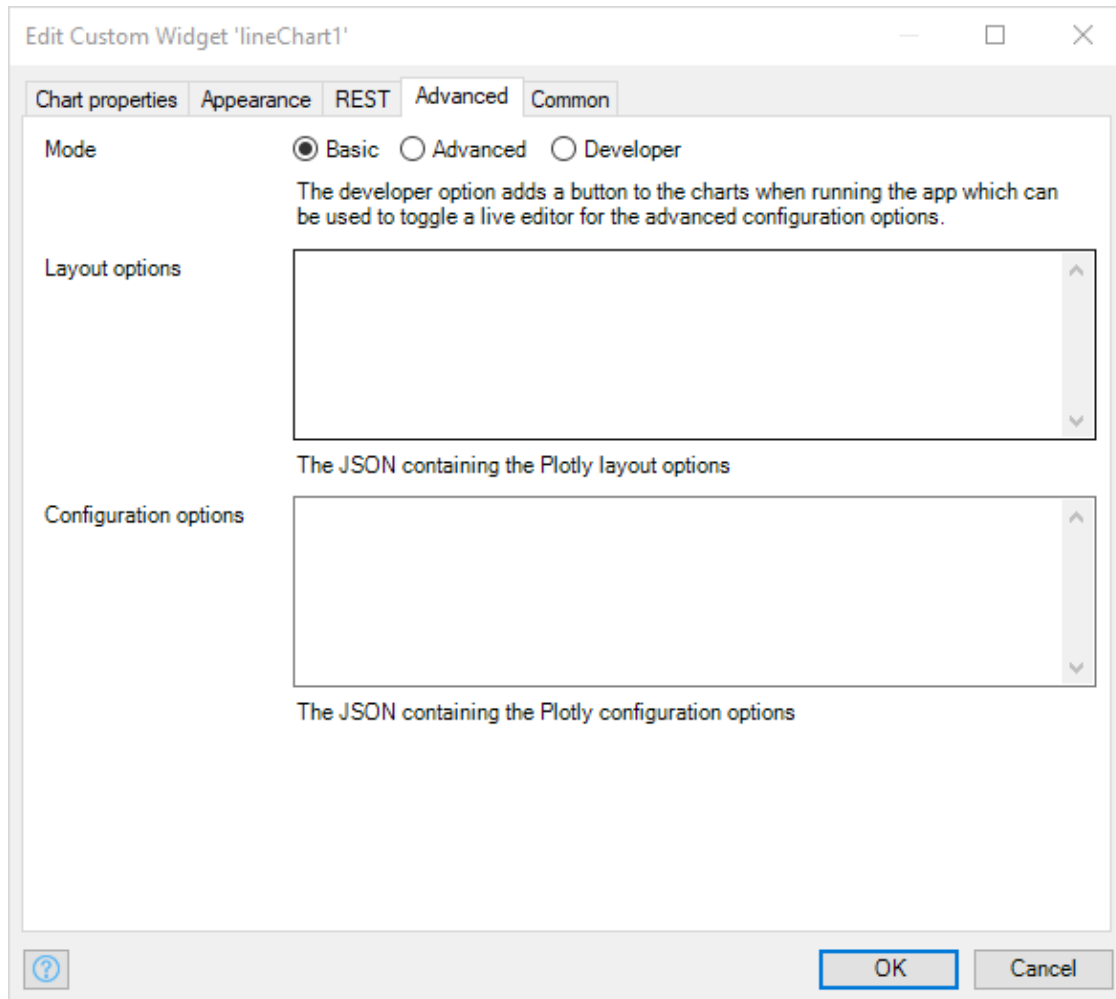 Edit Custom Widget 'lineChart1'
Chart properties Appearance REST Advanced Common
Mode Basic Advanced Developer
The developer option adds a button to the charts when running the app which can
be used to toggle a live editor for the advanced configuration options.
Layout options
The JSON containing the Plotly layout options
Configuration options
The JSON containing the Plotly configuration options
? OK Cancel